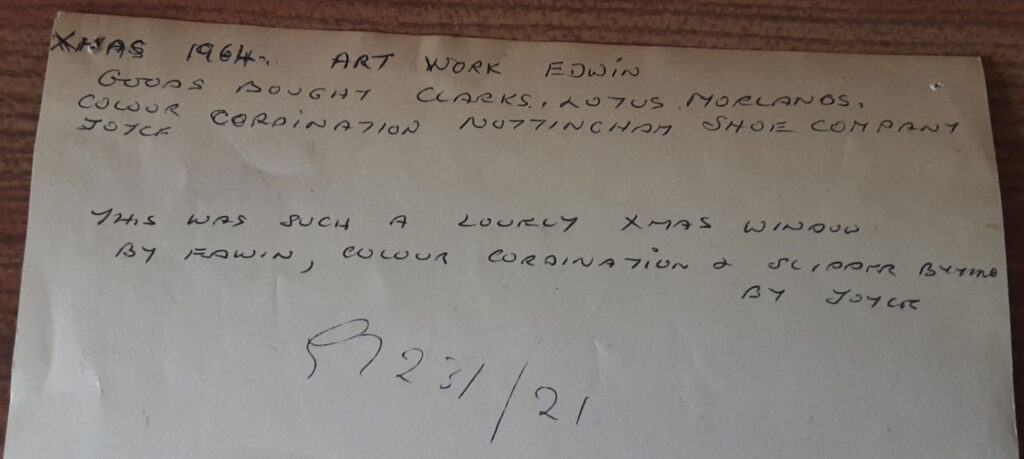 XMAS 1964. ART WORK EDWIN
GOODS BOUGHT CLARKS, LOTUS, MORLANDS.
COLOUR CORDINATION NOTTINGHAM SHOE COMPANY
JOYCE
THIS WAS SUCH A LOVELY XMAS WINDOW
BY EDWIN, COLOUR CORDINATION & SLIPPER BYING
BY JOYCE
231/21